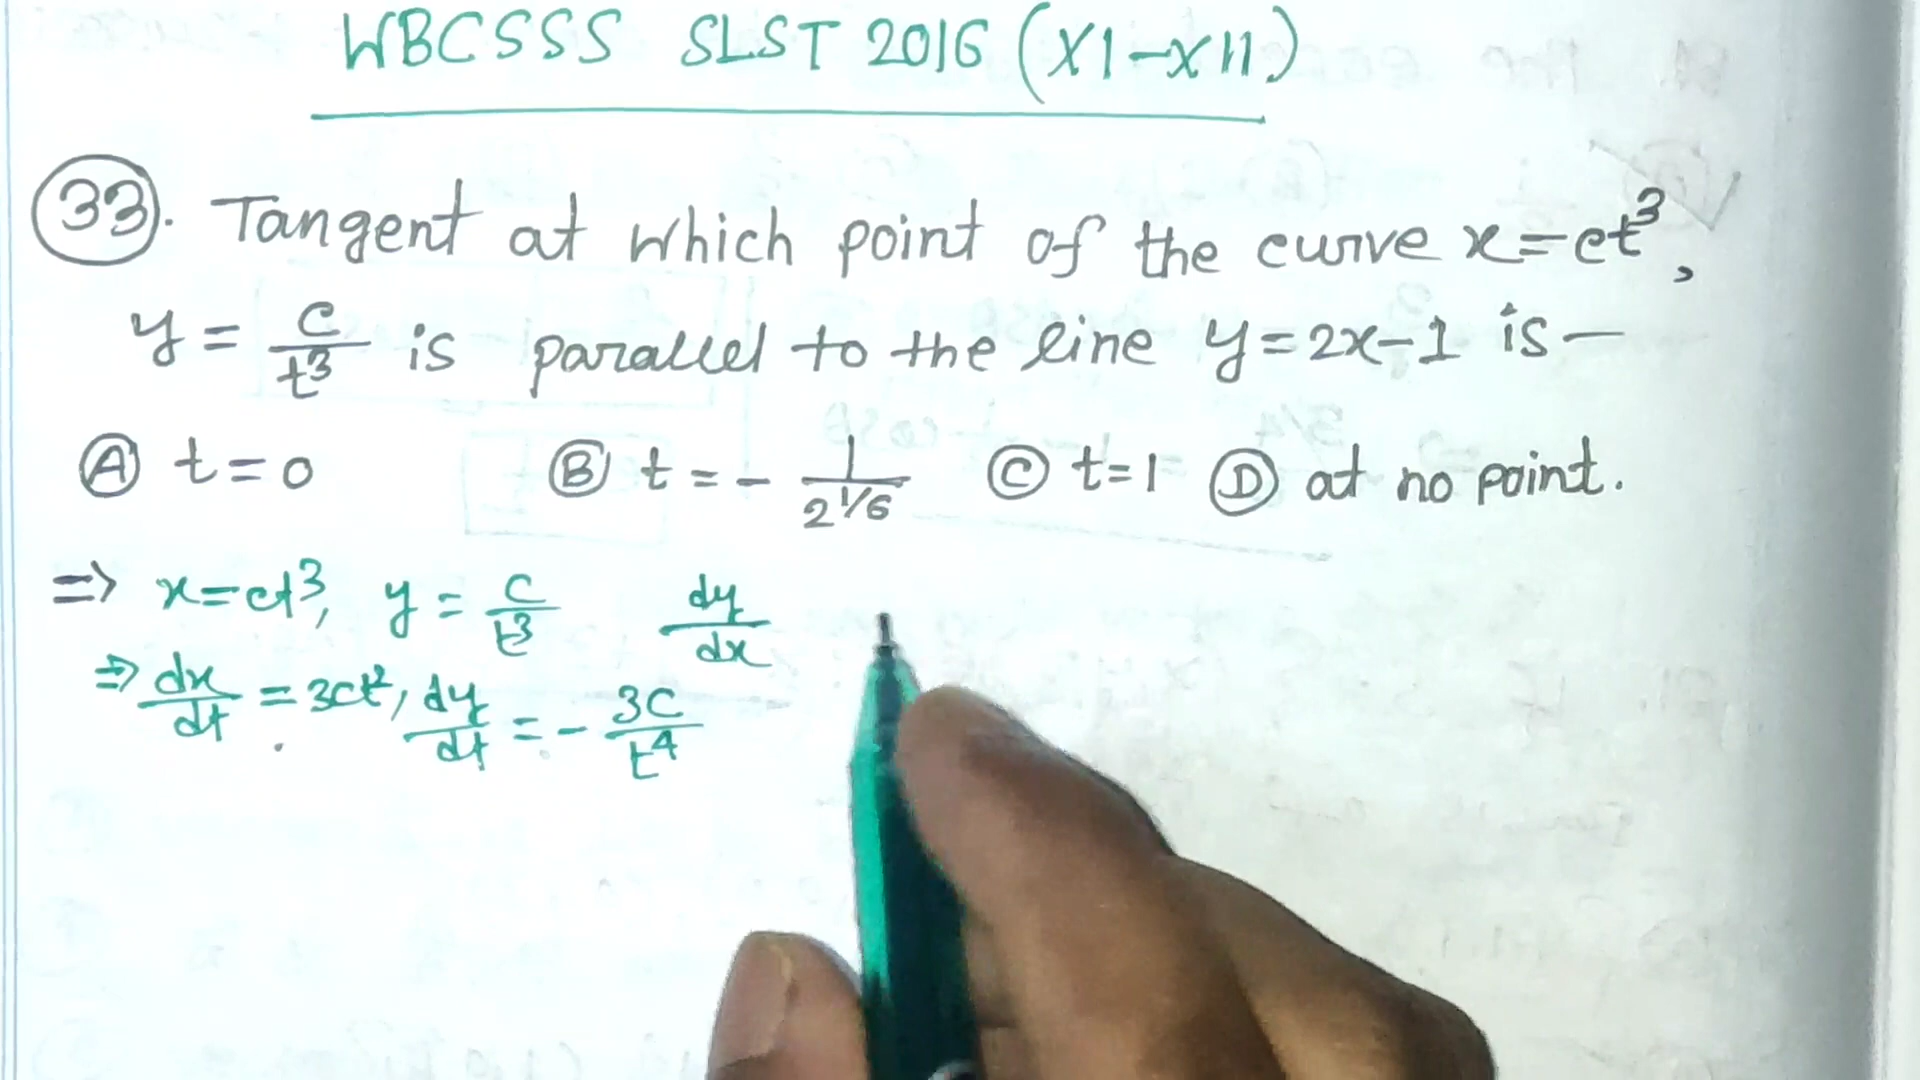 WBCSSS SLST 2016 (XI-XII)
33. Tangent at which point of the curve x=ct³,
y = c/t³ is parallel to the line y=2x-1 is—
Ⓐ t=0 Ⓑ t = - 1/2^1/6 Ⓒ t=1 Ⓓ at no point.
=> x=ct³, y = c/t³ dy/dx
=> dx/dt = 3ct², dy/dt = - 3c/t⁴